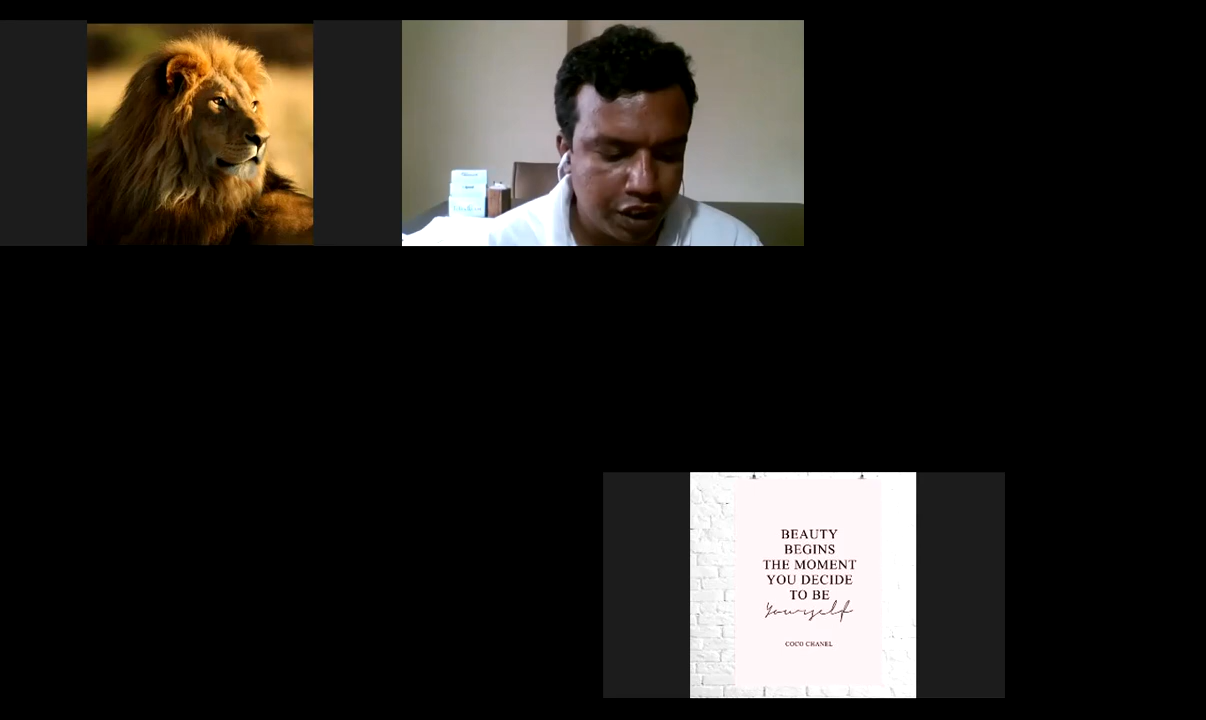 BEAUTY
BEGINS
THE MOMENT
YOU DECIDE
TO BE
Yourself
COCO CHANEL